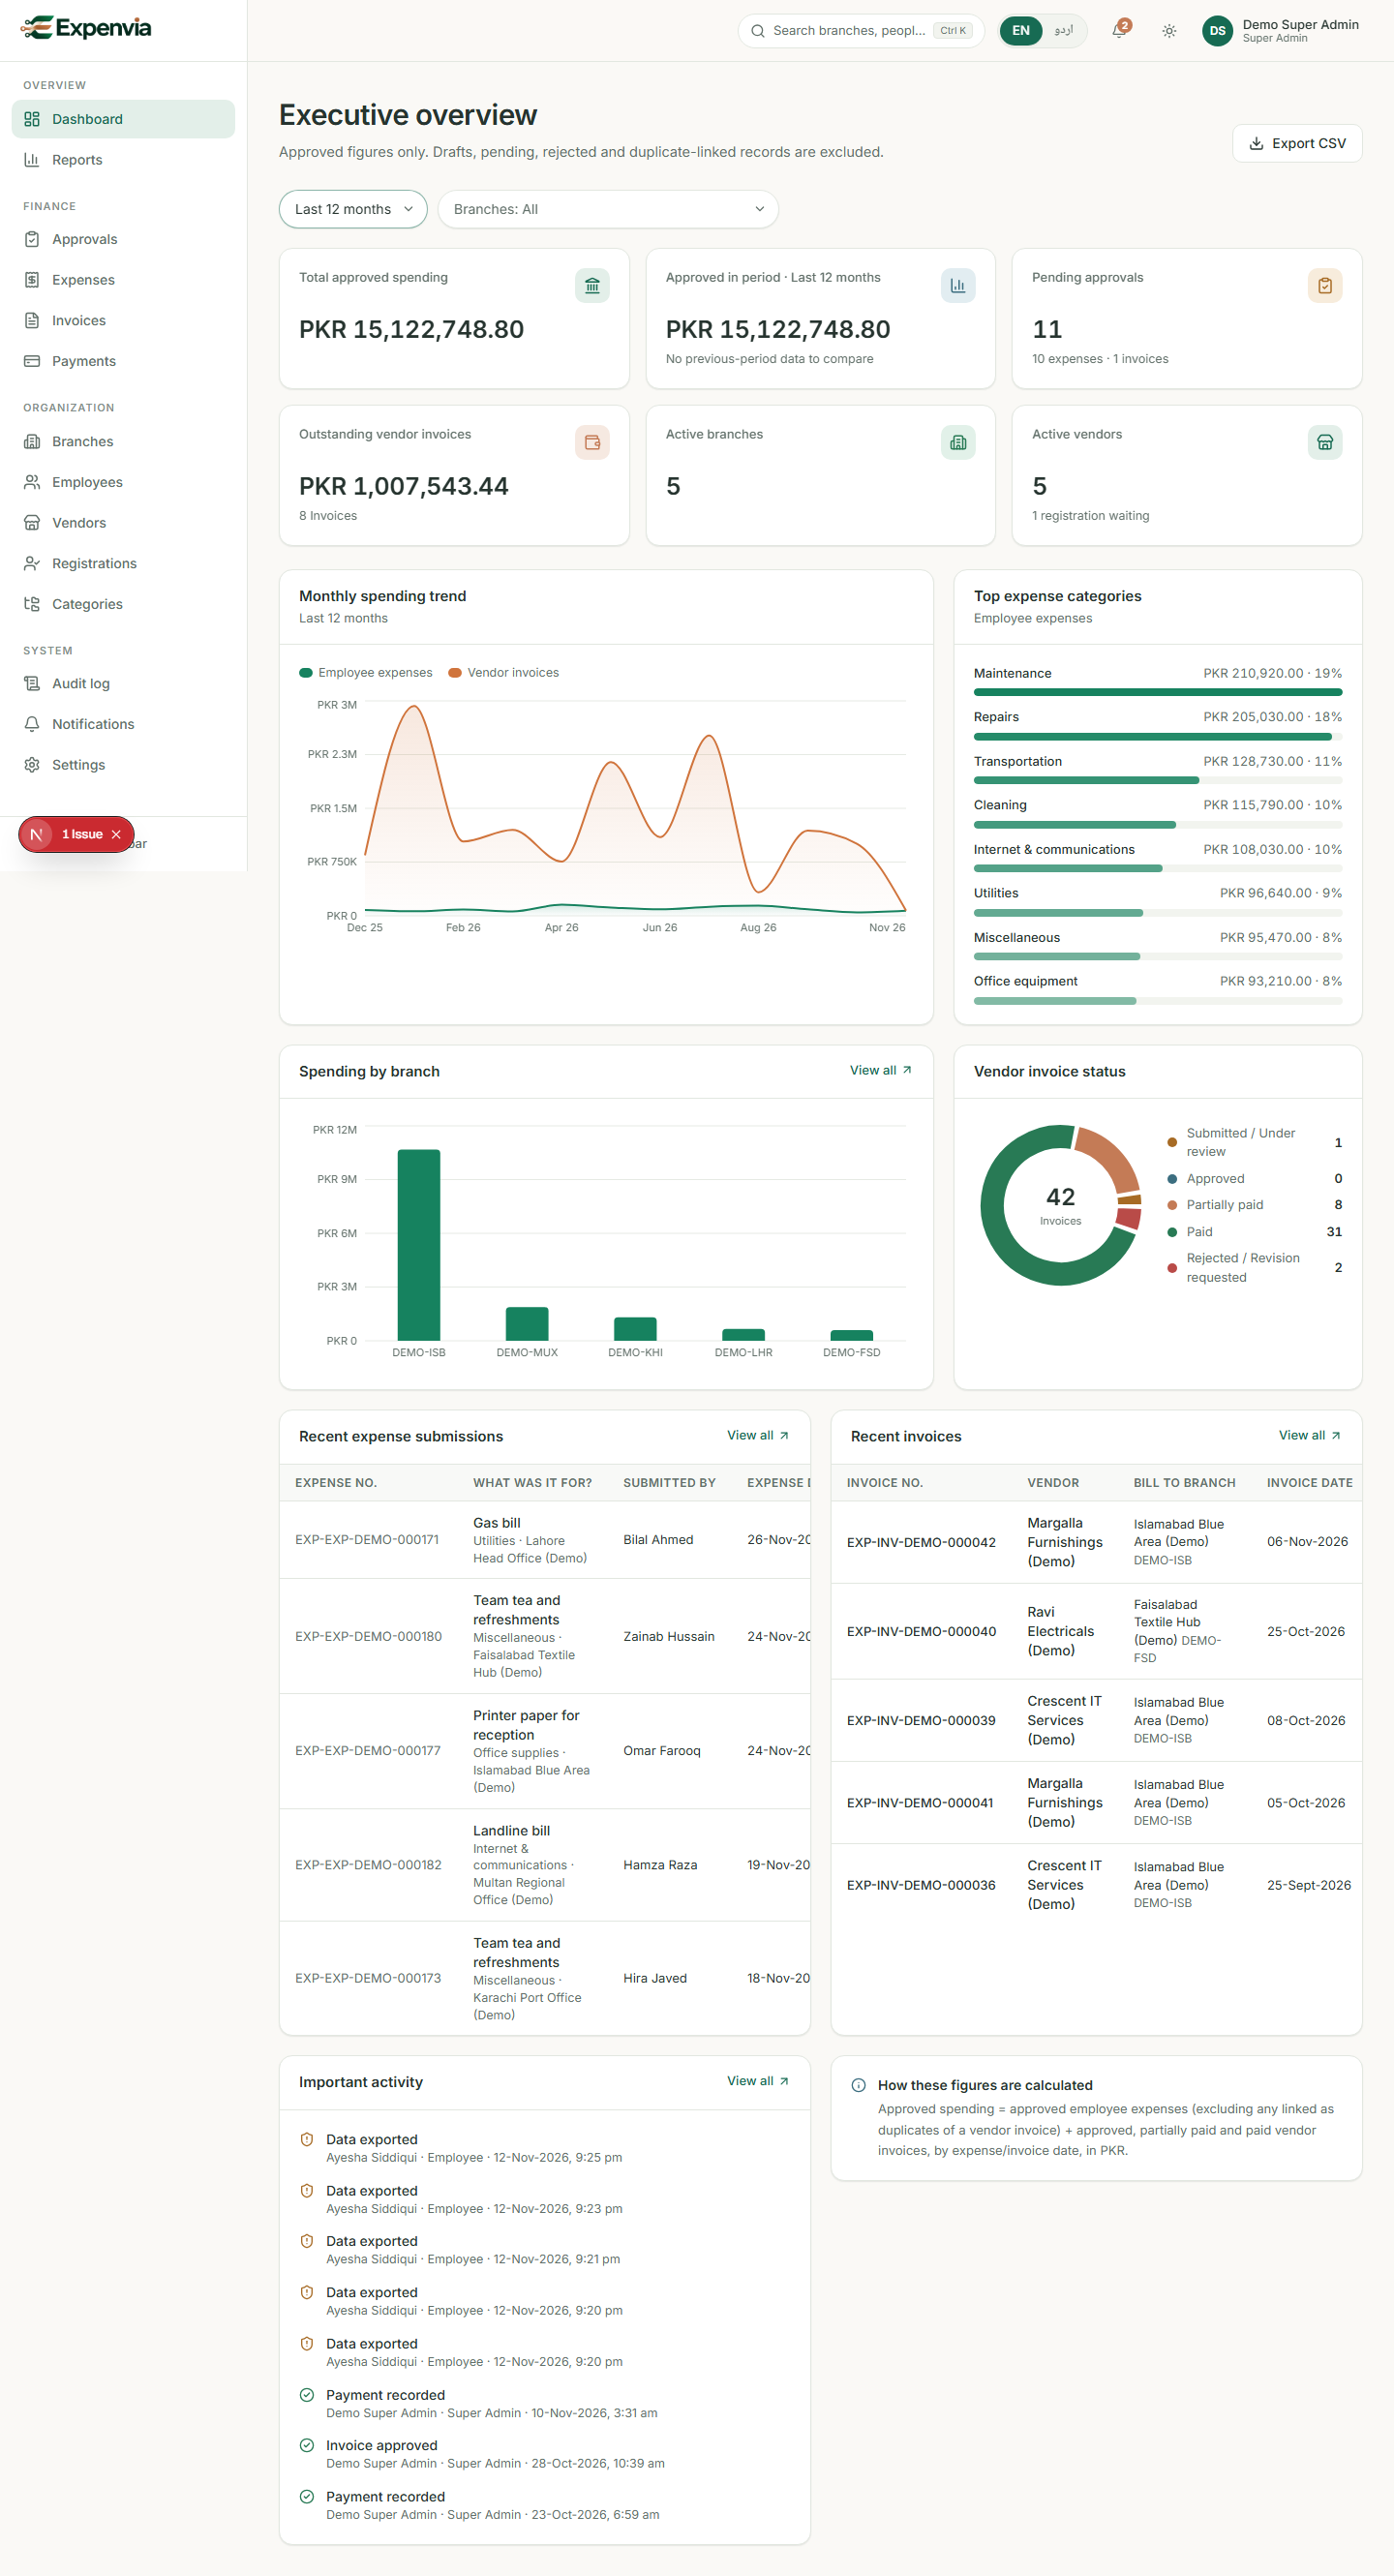 Expenvia
Search branches, peopl... Ctrl K
EN اردو
2
DS
Demo Super Admin
Super Admin
OVERVIEW
Dashboard
Reports
FINANCE
Approvals
Expenses
Invoices
Payments
ORGANIZATION
Branches
Employees
Vendors
Registrations
Categories
SYSTEM
Audit log
Notifications
Settings
1 Issue
bar
Executive overview
Approved figures only. Drafts, pending, rejected and duplicate-linked records are excluded.
Export CSV
Last 12 months
Branches: All
Total approved spending
PKR 15,122,748.80
Approved in period · Last 12 months
PKR 15,122,748.80
No previous-period data to compare
Pending approvals
11
10 expenses · 1 invoices
Outstanding vendor invoices
PKR 1,007,543.44
8 Invoices
Active branches
5
Active vendors
5
1 registration waiting
Monthly spending trend
Last 12 months
Employee expenses Vendor invoices
PKR 3M
PKR 2.3M
PKR 1.5M
PKR 750K
PKR 0
Dec 25 Feb 26 Apr 26 Jun 26 Aug 26 Nov 26
Top expense categories
Employee expenses
Maintenance PKR 210,920.00 · 19%
Repairs PKR 205,030.00 · 18%
Transportation PKR 128,730.00 · 11%
Cleaning PKR 115,790.00 · 10%
Internet & communications PKR 108,030.00 · 10%
Utilities PKR 96,640.00 · 9%
Miscellaneous PKR 95,470.00 · 8%
Office equipment PKR 93,210.00 · 8%
Spending by branch View all
PKR 12M
PKR 9M
PKR 6M
PKR 3M
PKR 0
DEMO-ISB DEMO-MUX DEMO-KHI DEMO-LHR DEMO-FSD
Vendor invoice status
42
Invoices
Submitted / Under
review 1
Approved 0
Partially paid 8
Paid 31
Rejected / Revision
requested 2
Recent expense submissions View all
EXPENSE NO. WHAT WAS IT FOR? SUBMITTED BY EXPENSE D
EXP-EXP-DEMO-000171
Gas bill
Utilities · Lahore
Head Office (Demo)
Bilal Ahmed
26-Nov-20
EXP-EXP-DEMO-000180
Team tea and
refreshments
Miscellaneous ·
Faisalabad Textile
Hub (Demo)
Zainab Hussain
24-Nov-20
EXP-EXP-DEMO-000177
Printer paper for
reception
Office supplies ·
Islamabad Blue Area
(Demo)
Omar Farooq
24-Nov-20
EXP-EXP-DEMO-000182
Landline bill
Internet &
communications ·
Multan Regional
Office (Demo)
Hamza Raza
19-Nov-20
EXP-EXP-DEMO-000173
Team tea and
refreshments
Miscellaneous ·
Karachi Port Office
(Demo)
Hira Javed
18-Nov-20
Recent invoices View all
INVOICE NO. VENDOR BILL TO BRANCH INVOICE DATE
EXP-INV-DEMO-000042
Margalla
Furnishings
(Demo)
Islamabad Blue
Area (Demo)
DEMO-ISB
06-Nov-2026
EXP-INV-DEMO-000040
Ravi
Electricals
(Demo)
Faisalabad
Textile Hub
(Demo) DEMO-
FSD
25-Oct-2026
EXP-INV-DEMO-000039
Crescent IT
Services
(Demo)
Islamabad Blue
Area (Demo)
DEMO-ISB
08-Oct-2026
EXP-INV-DEMO-000041
Margalla
Furnishings
(Demo)
Islamabad Blue
Area (Demo)
DEMO-ISB
05-Oct-2026
EXP-INV-DEMO-000036
Crescent IT
Services
(Demo)
Islamabad Blue
Area (Demo)
DEMO-ISB
25-Sept-2026
Important activity View all
Data exported
Ayesha Siddiqui · Employee · 12-Nov-2026, 9:25 pm
Data exported
Ayesha Siddiqui · Employee · 12-Nov-2026, 9:23 pm
Data exported
Ayesha Siddiqui · Employee · 12-Nov-2026, 9:21 pm
Data exported
Ayesha Siddiqui · Employee · 12-Nov-2026, 9:20 pm
Data exported
Ayesha Siddiqui · Employee · 12-Nov-2026, 9:20 pm
Payment recorded
Demo Super Admin · Super Admin · 10-Nov-2026, 3:31 am
Invoice approved
Demo Super Admin · Super Admin · 28-Oct-2026, 10:39 am
Payment recorded
Demo Super Admin · Super Admin · 23-Oct-2026, 6:59 am
How these figures are calculated
Approved spending = approved employee expenses (excluding any linked as
duplicates of a vendor invoice) + approved, partially paid and paid vendor
invoices, by expense/invoice date, in PKR.